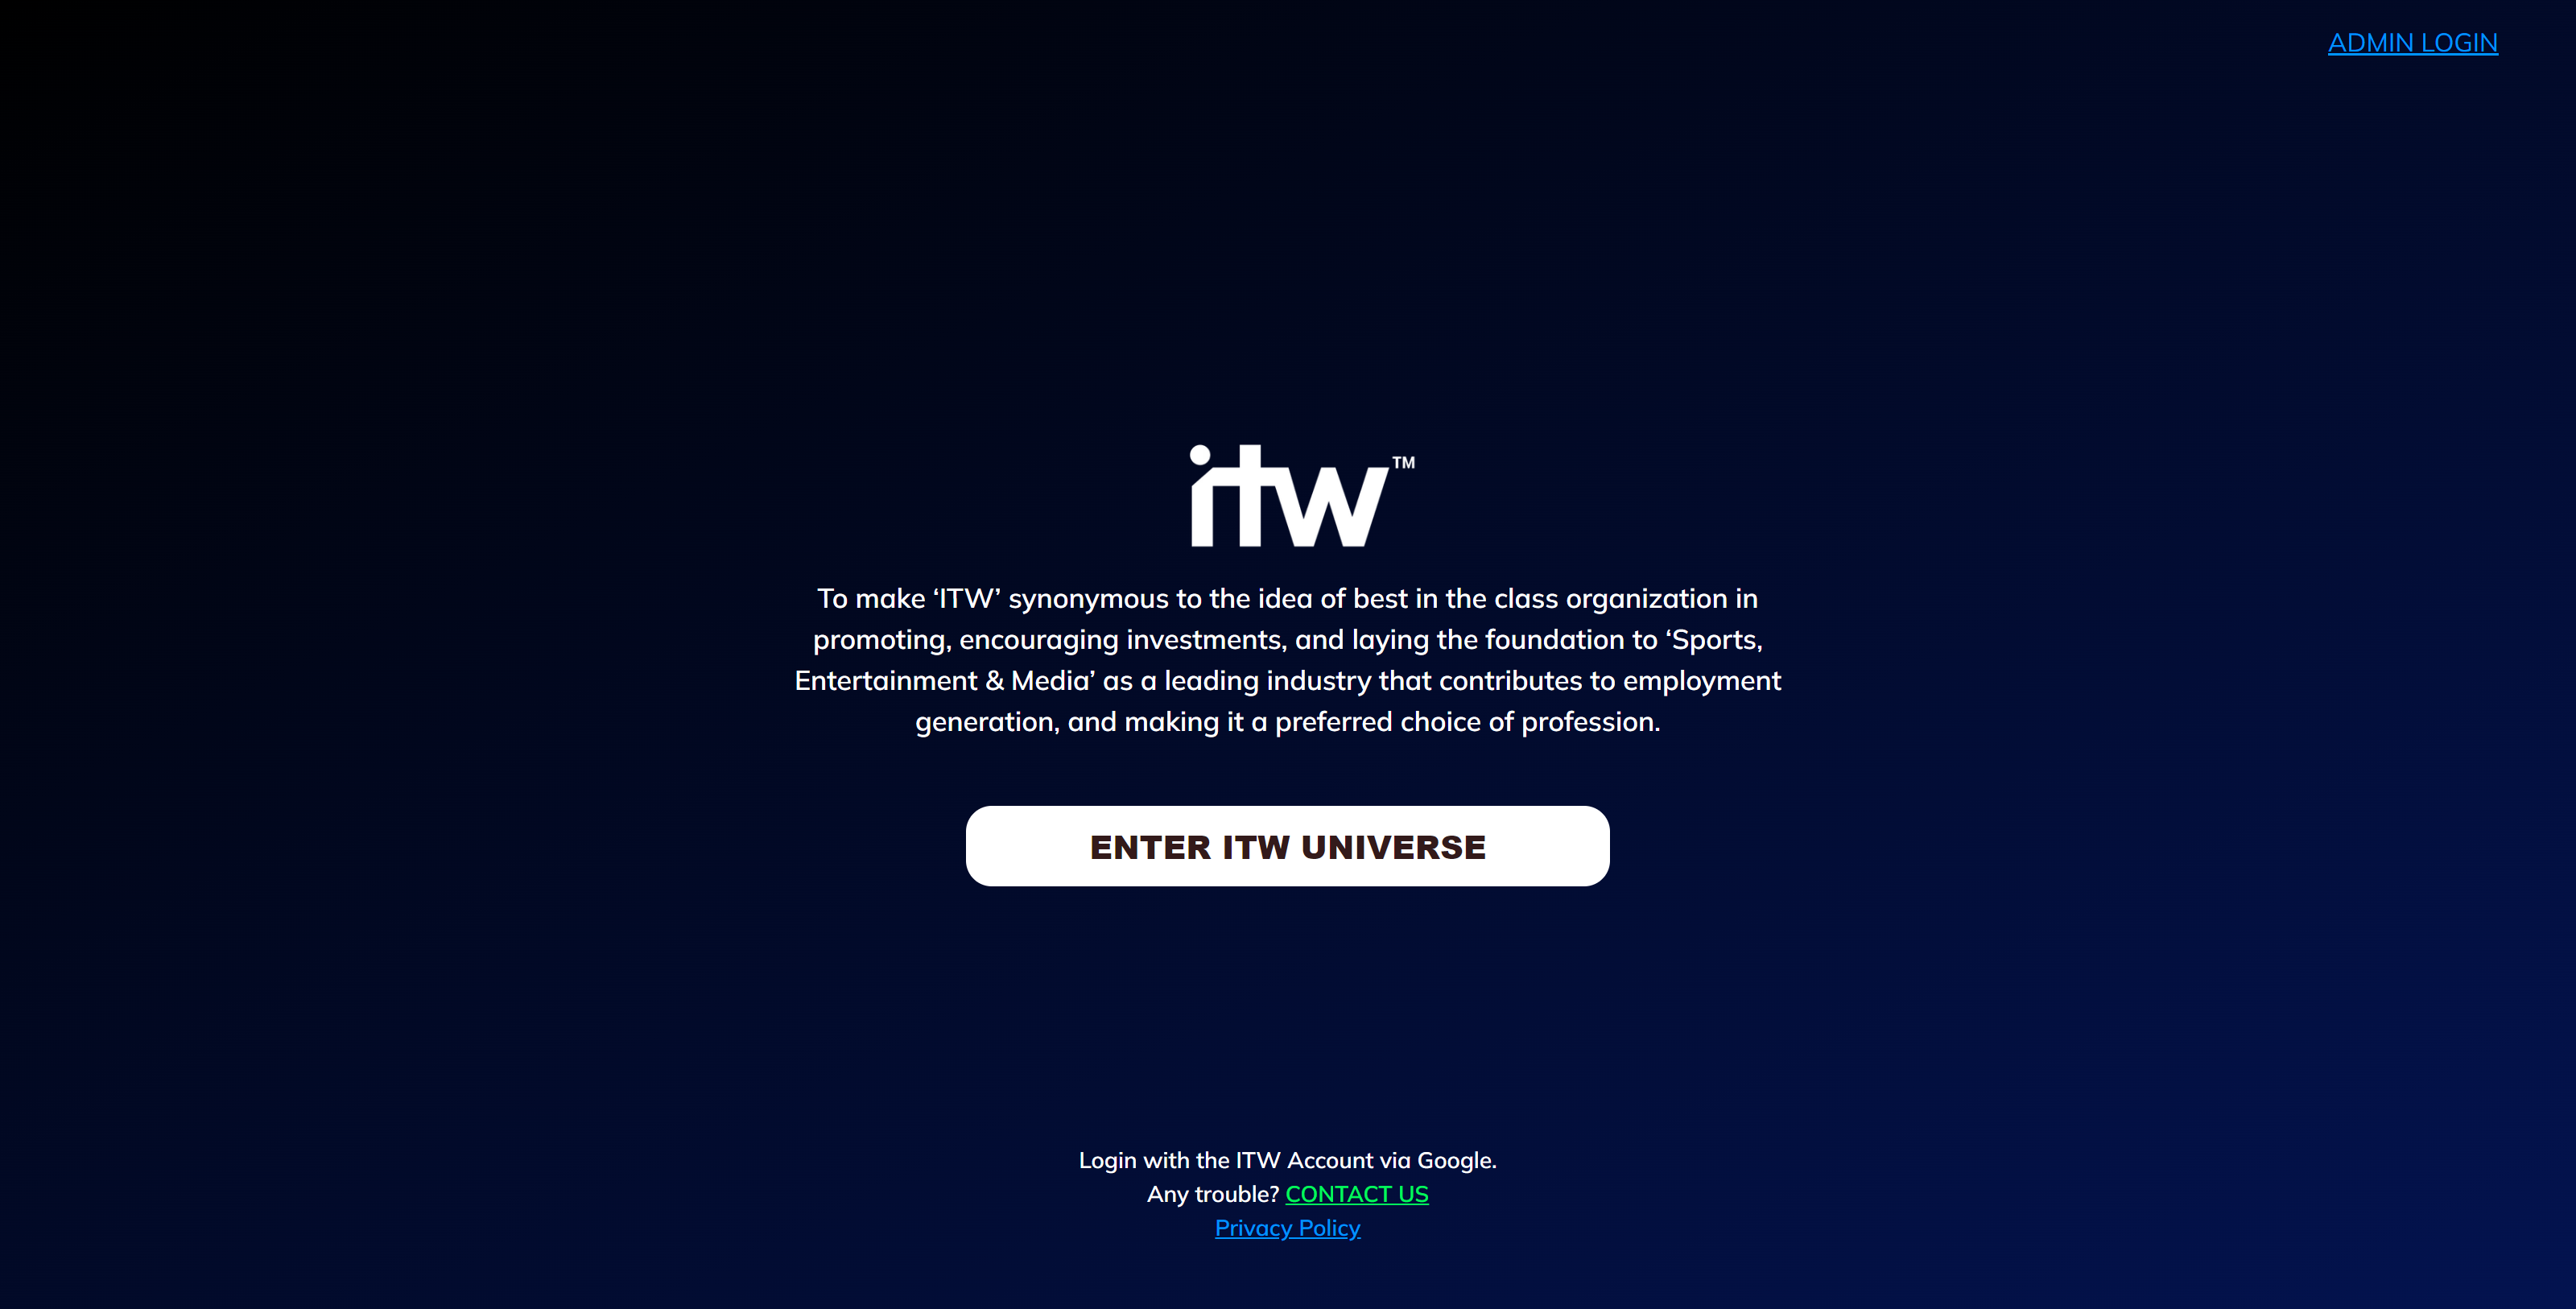 ADMIN LOGIN
itw™
To make ‘ITW’ synonymous to the idea of best in the class organization in
promoting, encouraging investments, and laying the foundation to ‘Sports,
Entertainment & Media’ as a leading industry that contributes to employment
generation, and making it a preferred choice of profession.
ENTER ITW UNIVERSE
Login with the ITW Account via Google.
Any trouble? CONTACT US
Privacy Policy